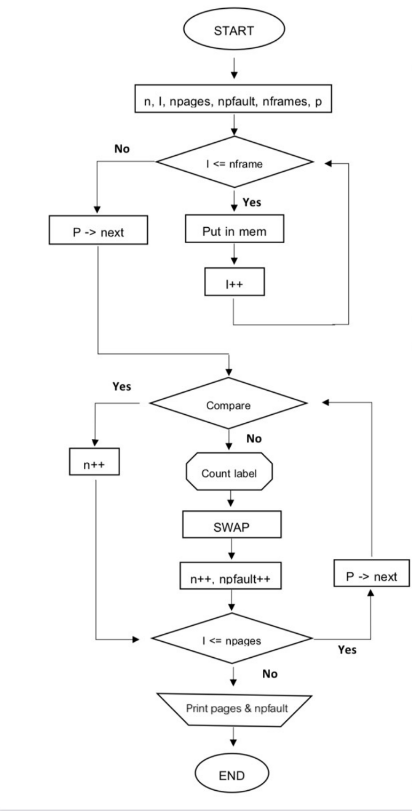 START
n, I, npages, npfault, nframes, p
No
I <= nframe
Yes
P -> next
Put in mem
I++
Yes
Compare
No
n++
Count label
SWAP
n++, npfault++
P -> next
I <= npages
Yes
No
Print pages & npfault
END